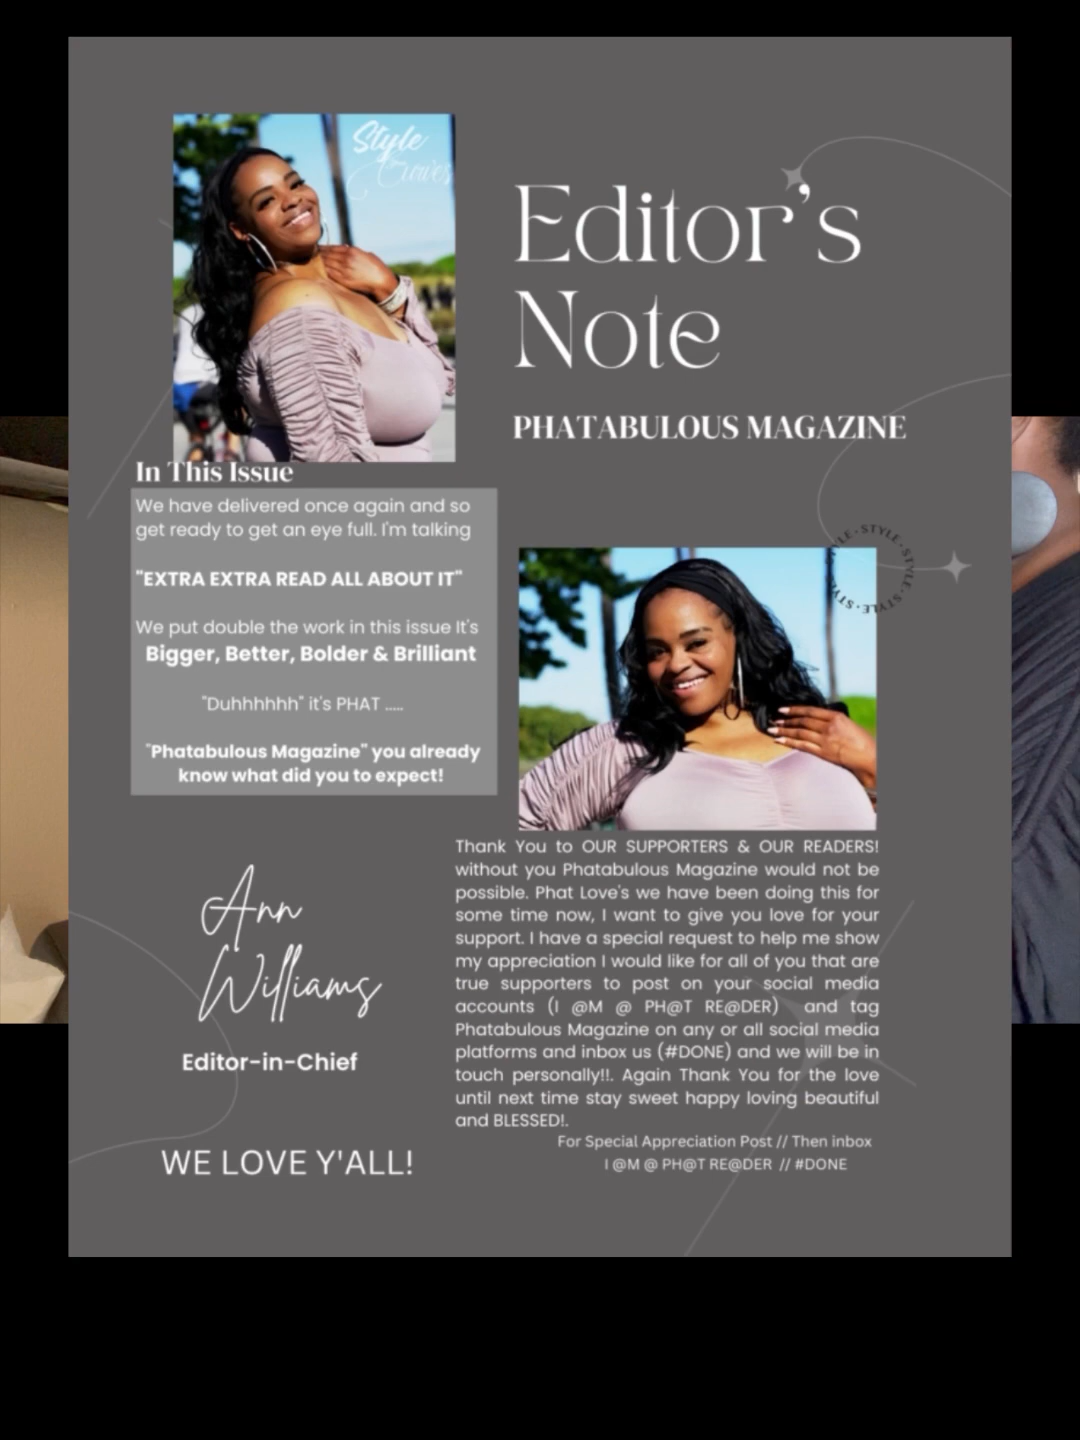 Style
Your
Curves
Editor's
Note
PHATABULOUS MAGAZINE
In This Issue
We have delivered once again and so
get ready to get an eye full. I'm talking
"EXTRA EXTRA READ ALL ABOUT IT"
We put double the work in this issue It's
Bigger, Better, Bolder & Brilliant
"Duhhhhhh" it's PHAT .....
"Phatabulous Magazine" you already
know what did you to expect!
STYLE • STYLE • STYLE • STYLE • STYLE
Thank You to OUR SUPPORTERS & OUR READERS!
without you Phatabulous Magazine would not be
possible. Phat Love's we have been doing this for
some time now, I want to give you love for your
support. I have a special request to help me show
my appreciation I would like for all of you that are
true supporters to post on your social media
accounts (I @M @ PH@T RE@DER) and tag
Phatabulous Magazine on any or all social media
platforms and inbox us (#DONE) and we will be in
touch personally!!. Again Thank You for the love
until next time stay sweet happy loving beautiful
and BLESSED!.
For Special Appreciation Post // Then inbox
I @M @ PH@T RE@DER // #DONE
Ann
Williams
Editor-in-Chief
WE LOVE Y'ALL!